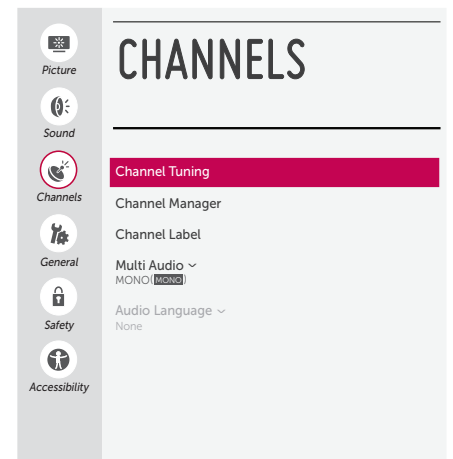 Picture
Sound
Channels
General
Safety
Accessibility
CHANNELS
Channel Tuning
Channel Manager
Channel Label
Multi Audio
MONO(MONO)
Audio Language
None